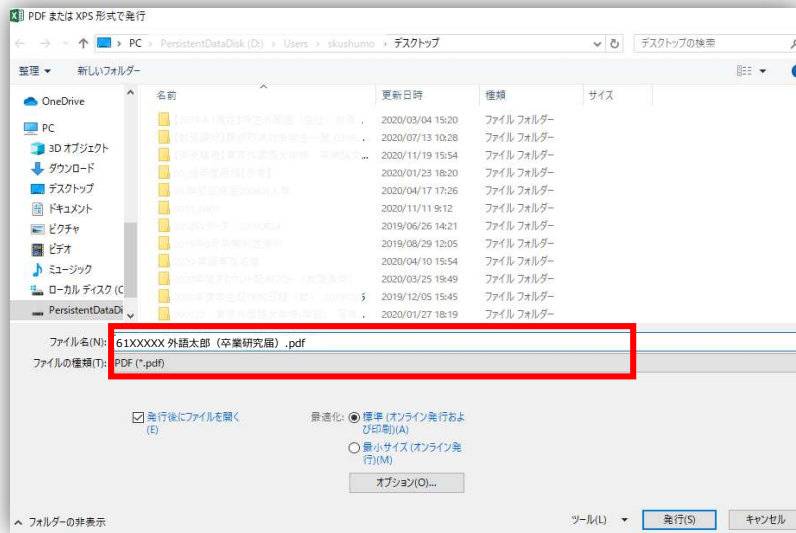 PDF または XPS 形式で発行
PC › PersistentDataDisk (D:) › Users › skushumo › デスクトップ
デスクトップの検索
整理
新しいフォルダー
名前
更新日時
種類
サイズ
OneDrive
PC
3D オブジェクト
ダウンロード
デスクトップ
ドキュメント
ピクチャ
ビデオ
ミュージック
ローカル ディスク (C
PersistentDataDi
2020/03/04 15:20 ファイル フォルダー
2020/07/13 10:28 ファイル フォルダー
2020/11/19 15:54 ファイル フォルダー
2020/01/23 18:20 ファイル フォルダー
2020/04/17 17:26 ファイル フォルダー
2020/11/11 9:12 ファイル フォルダー
2019/06/26 14:21 ファイル フォルダー
2019/08/29 12:05 ファイル フォルダー
2020/04/10 15:54 ファイル フォルダー
2020/03/25 19:49 ファイル フォルダー
2019/12/05 15:45 ファイル フォルダー
2020/01/27 18:19 ファイル フォルダー
ファイル名(N): 61XXXXX 外語太郎（卒業研究届）.pdf
ファイルの種類(T): PDF (*.pdf)
発行後にファイルを開く
(E)
最適化:
標準 (オンライン発行およ
び印刷)(A)
最小サイズ (オンライン発
行)(M)
オプション(O)...
フォルダーの非表示
ツール(L)
発行(S)
キャンセル